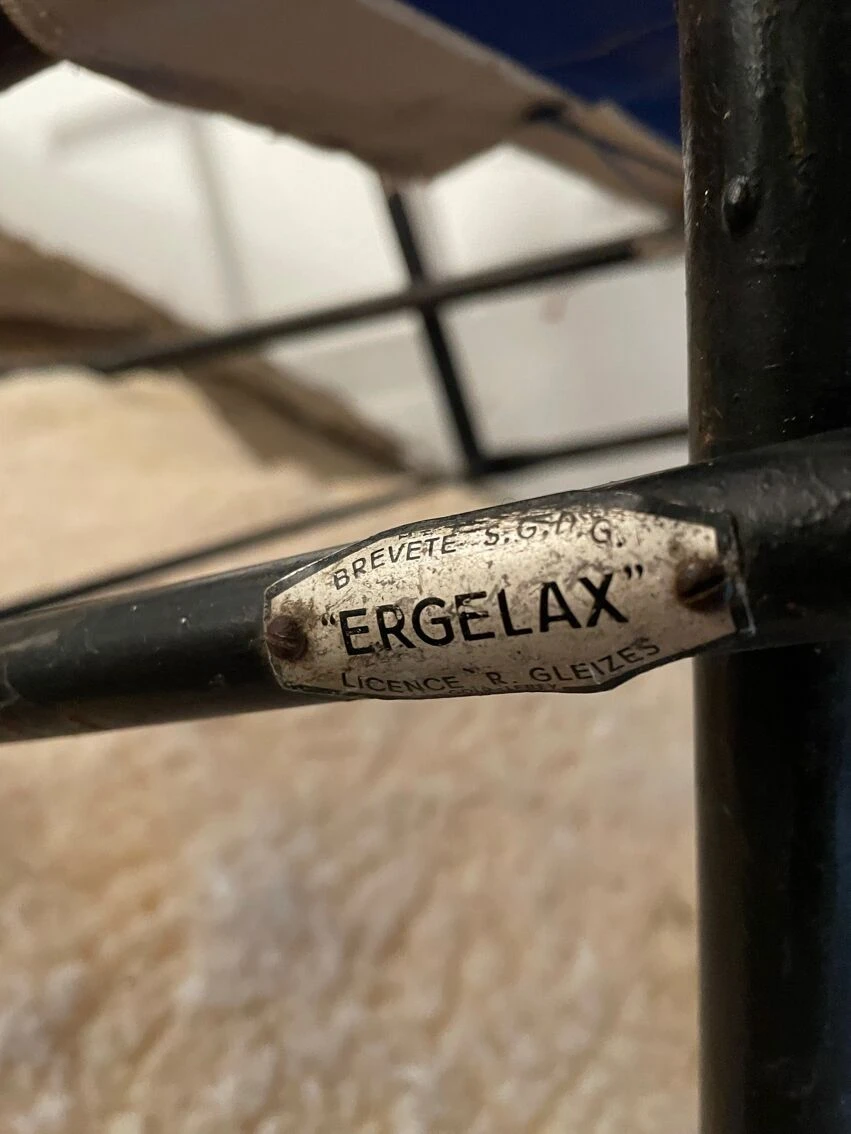 BREVETE S.G.D.G.
"ERGELAX"
LICENCE "R. GLEIZES